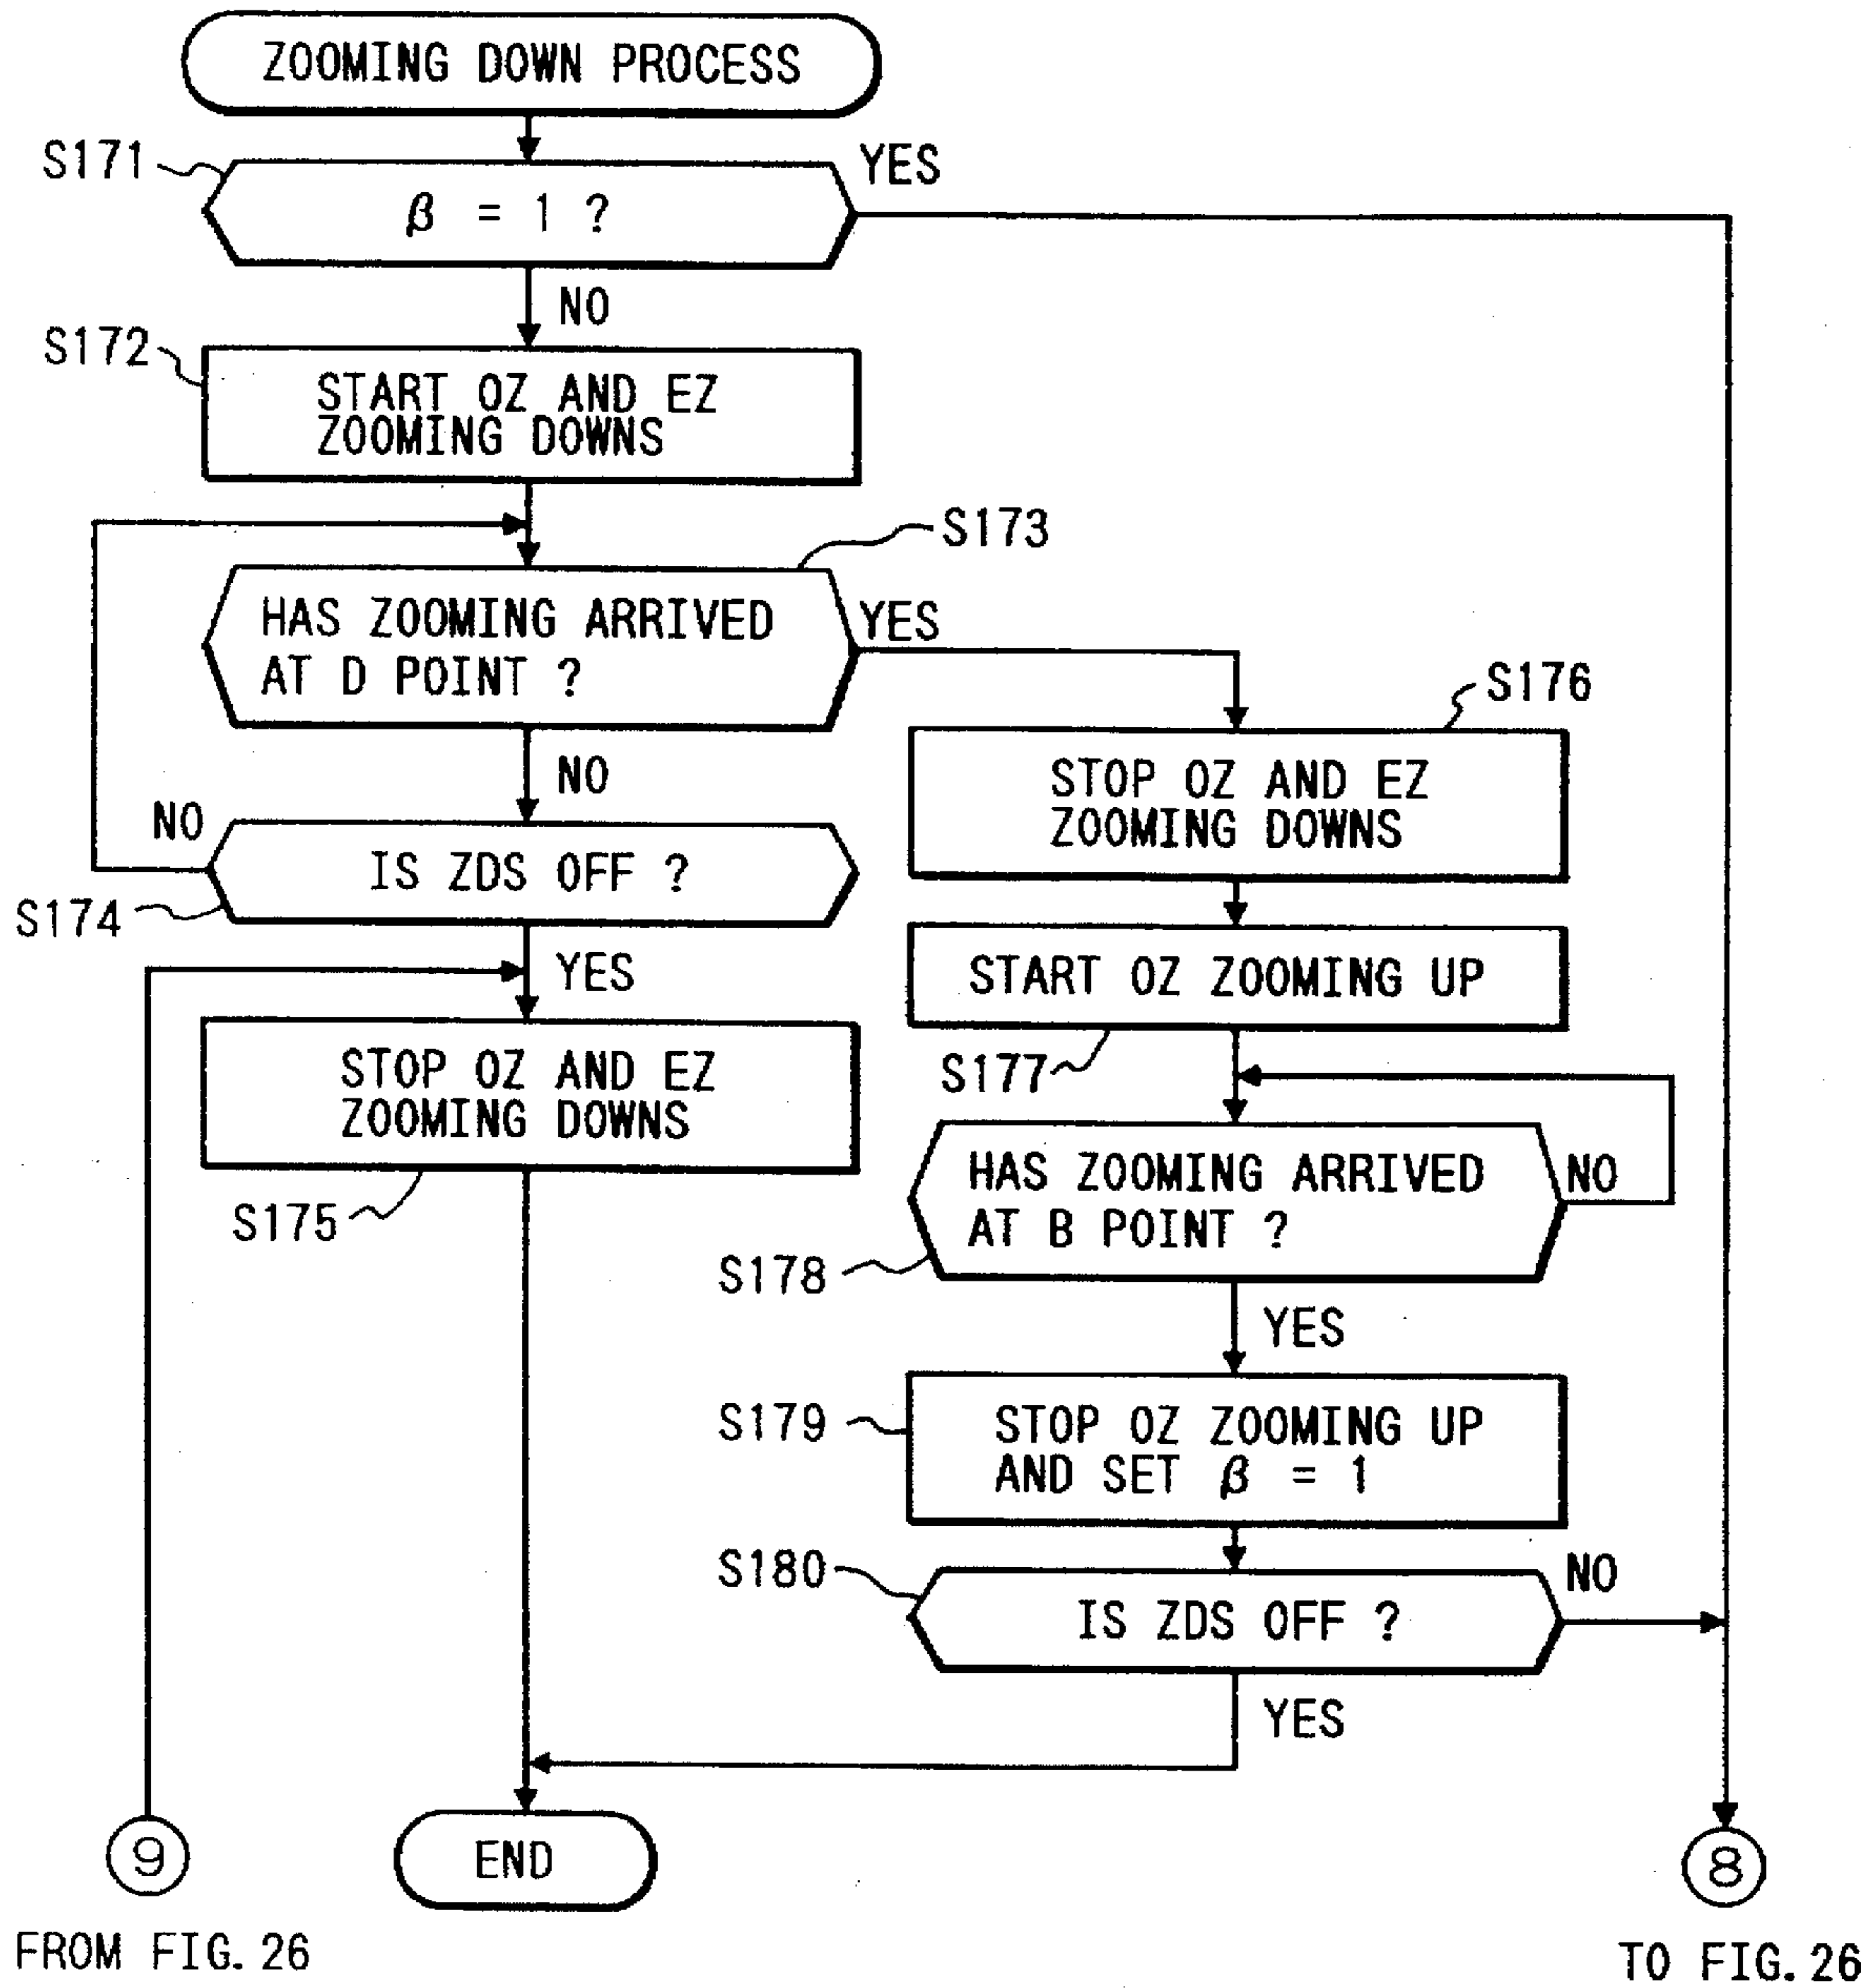 ZOOMING DOWN PROCESS
S171
YES
β = 1 ?
NO
S172
START OZ AND EZ
ZOOMING DOWNS
S173
HAS ZOOMING ARRIVED
AT D POINT ?
YES
NO
S174
NO
IS ZDS OFF ?
YES
STOP OZ AND EZ
ZOOMING DOWNS
S175
S176
STOP OZ AND EZ
ZOOMING DOWNS
START OZ ZOOMING UP
S177
HAS ZOOMING ARRIVED
AT B POINT ?
NO
S178
YES
S179
STOP OZ ZOOMING UP
AND SET β = 1
S180
NO
IS ZDS OFF ?
YES
9
END
8
FROM FIG. 26
TO FIG. 26